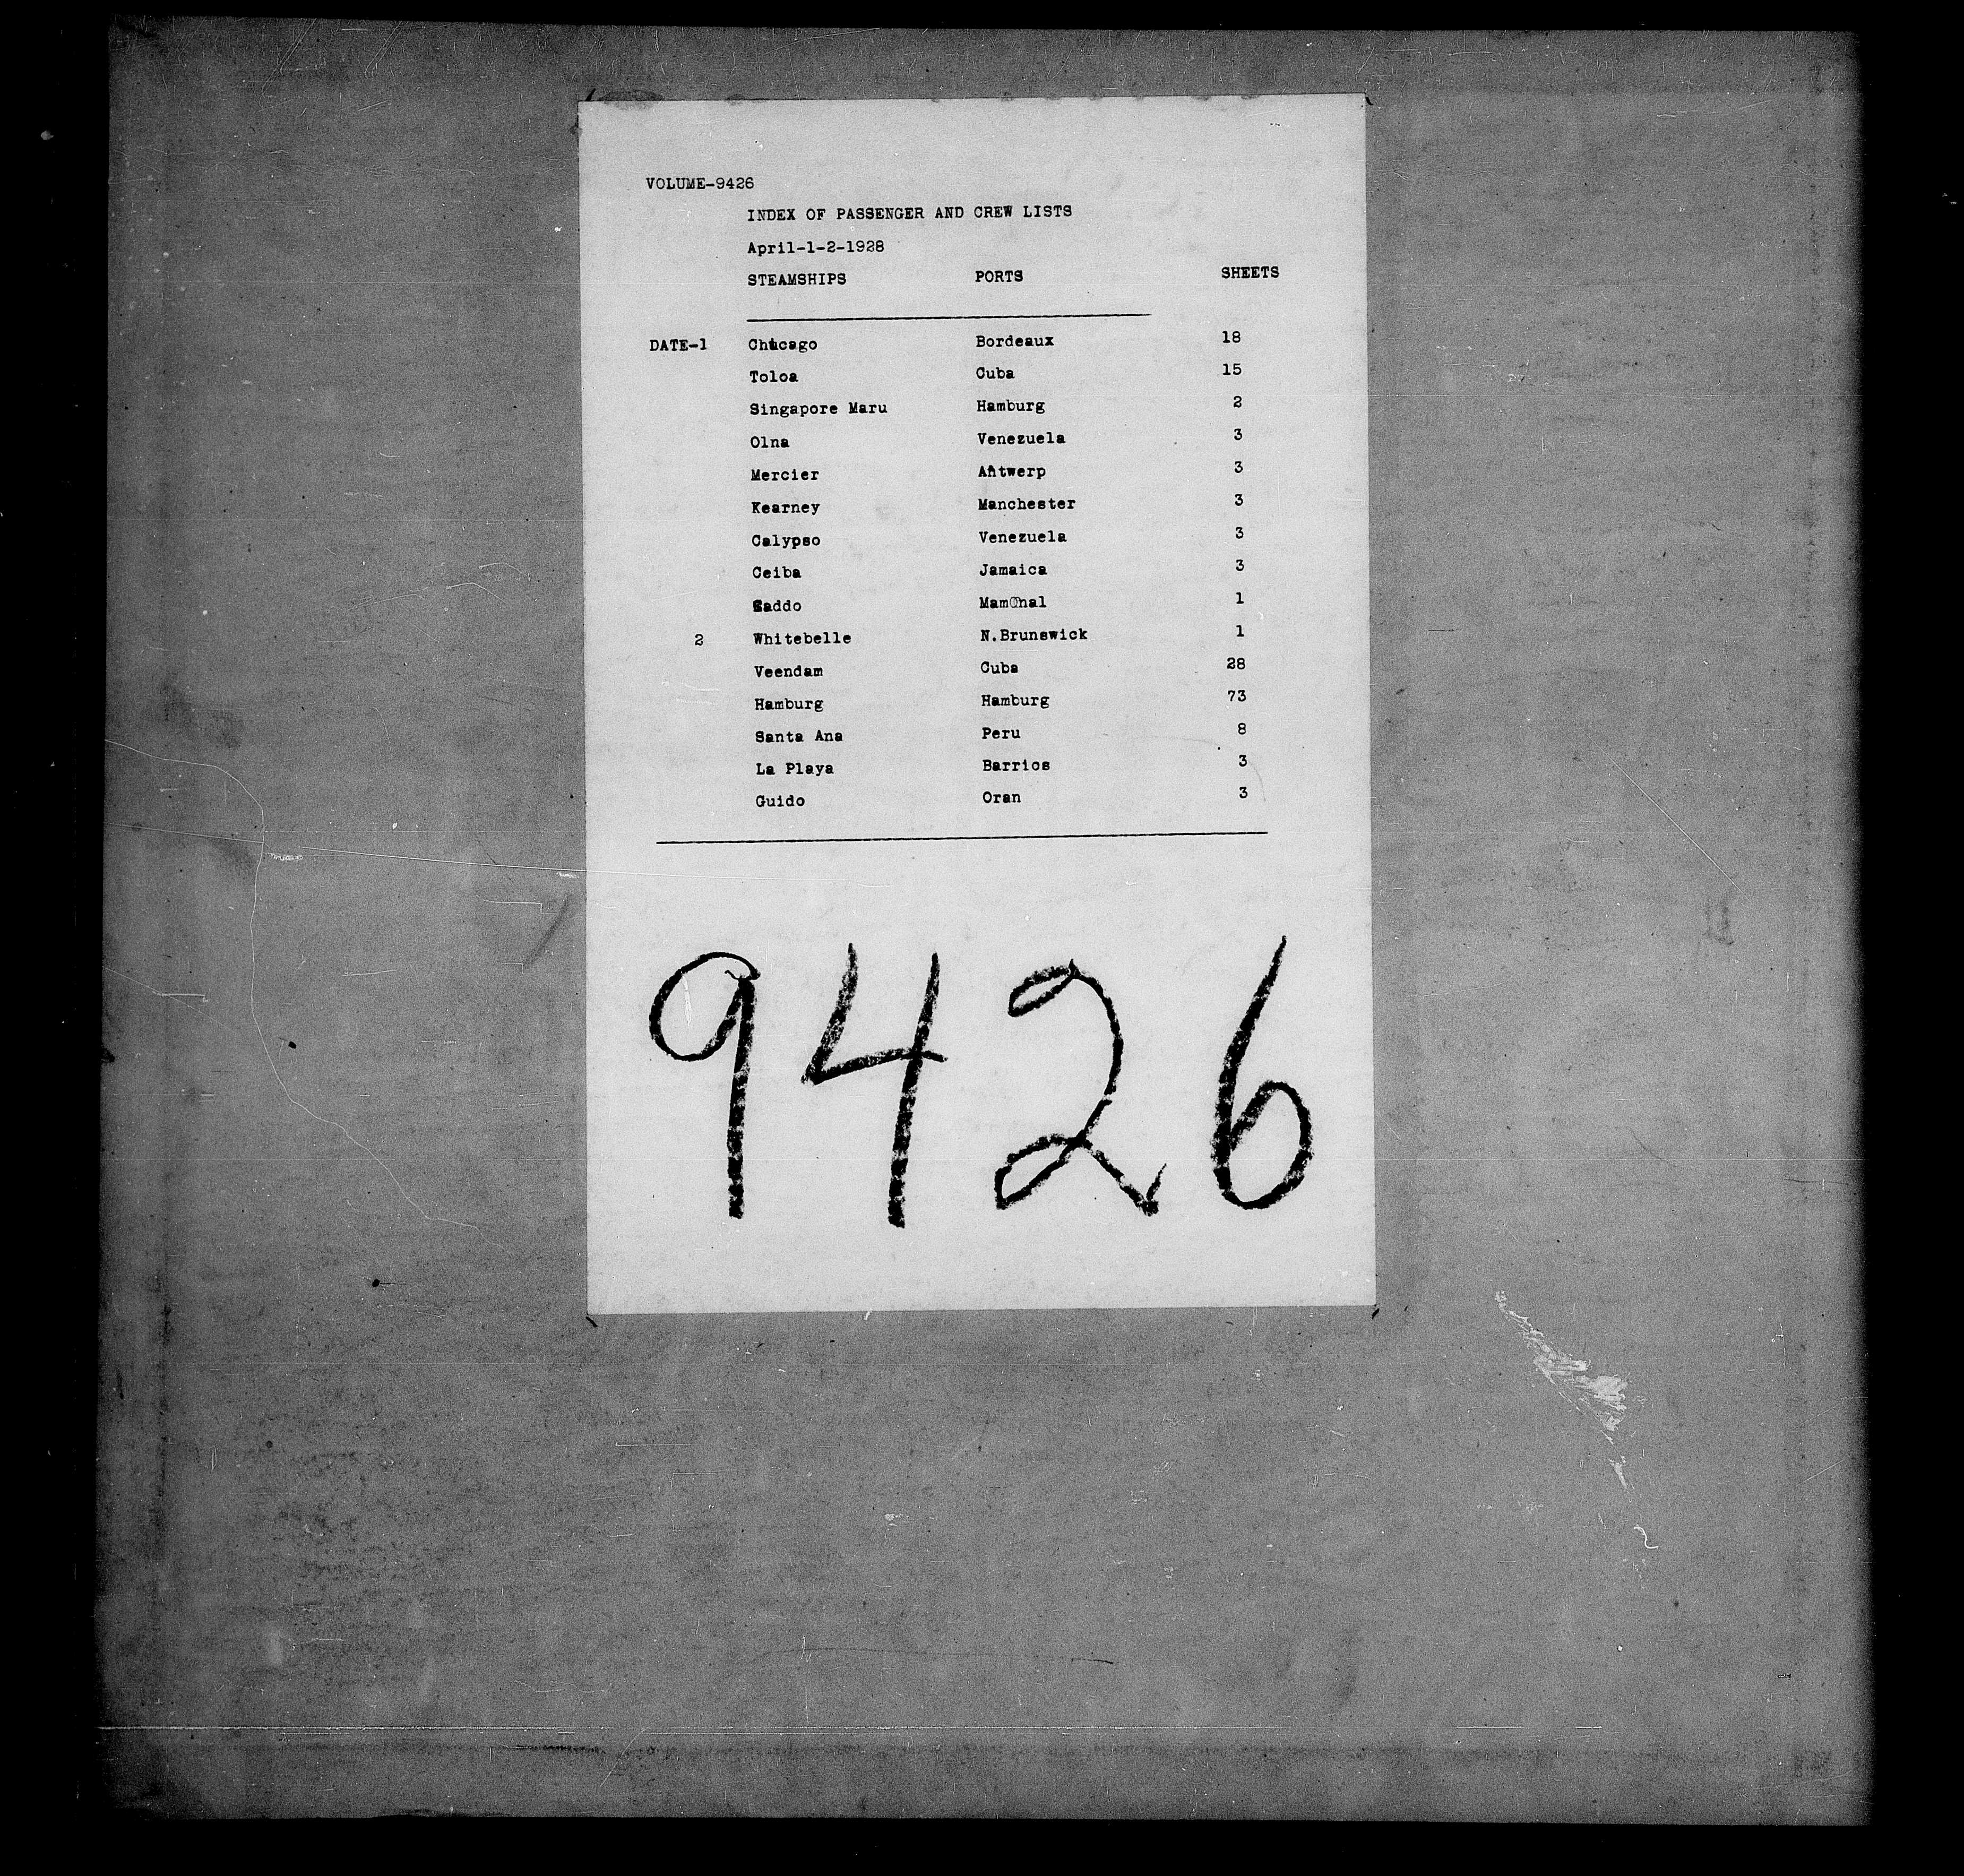 VOLUME-9426
INDEX OF PASSENGER AND CREW LISTS
April-1-2-1928
STEAMSHIPS PORTS SHEETS
DATE-1 Chicago Bordeaux 18
Toloa Cuba 15
Singapore Maru Hamburg 2
Olna Venezuela 3
Mercier Antwerp 3
Kearney Manchester 3
Calypso Venezuela 3
Ceiba Jamaica 3
Saddo 1
2 Whitebelle N.Brunswick 1
Veendam Cuba 28
Hamburg Hamburg 73
Santa Ana Peru 8
La Playa Barrios 3
Guido Oran 3
9426